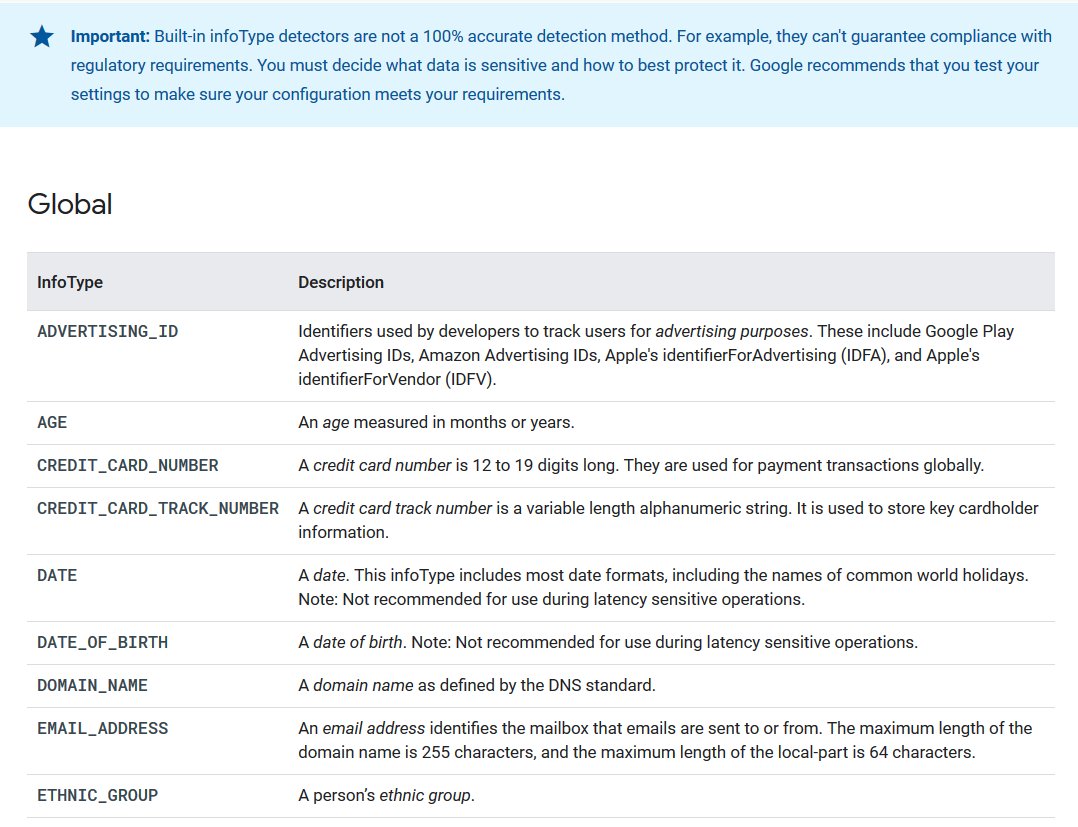 Important: Built-in infoType detectors are not a 100% accurate detection method. For example, they can't guarantee compliance with
regulatory requirements. You must decide what data is sensitive and how to best protect it. Google recommends that you test your
settings to make sure your configuration meets your requirements.
Global
InfoType Description
ADVERTISING_ID Identifiers used by developers to track users for advertising purposes. These include Google Play
Advertising IDs, Amazon Advertising IDs, Apple's identifierForAdvertising (IDFA), and Apple's
identifierForVendor (IDFV).
AGE An age measured in months or years.
CREDIT_CARD_NUMBER A credit card number is 12 to 19 digits long. They are used for payment transactions globally.
CREDIT_CARD_TRACK_NUMBER A credit card track number is a variable length alphanumeric string. It is used to store key cardholder
information.
DATE A date. This infoType includes most date formats, including the names of common world holidays.
Note: Not recommended for use during latency sensitive operations.
DATE_OF_BIRTH A date of birth. Note: Not recommended for use during latency sensitive operations.
DOMAIN_NAME A domain name as defined by the DNS standard.
EMAIL_ADDRESS An email address identifies the mailbox that emails are sent to or from. The maximum length of the
domain name is 255 characters, and the maximum length of the local-part is 64 characters.
ETHNIC_GROUP A person’s ethnic group.